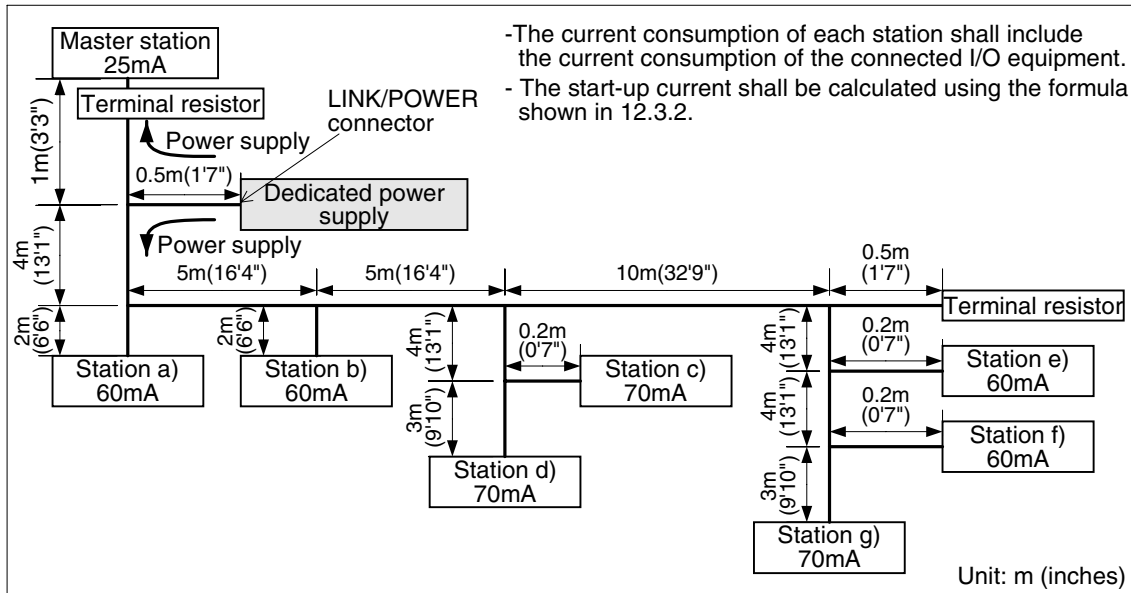 Master station
25mA
-The current consumption of each station shall include
the current consumption of the connected I/O equipment.
- The start-up current shall be calculated using the formula
shown in 12.3.2.
Terminal resistor
LINK/POWER
connector
1m(3'3")
Power supply
0.5m(1'7")
Dedicated power
supply
4m
(13'1")
Power supply
5m(16'4")
5m(16'4")
10m(32'9")
0.5m
(1'7")
Terminal resistor
2m
(6'6")
2m
(6'6")
4m
(13'1")
0.2m
(0'7")
4m
(13'1")
0.2m
(0'7")
Station a)
60mA
Station b)
60mA
Station c)
70mA
Station e)
60mA
3m
(9'10")
4m
(13'1")
0.2m
(0'7")
Station d)
70mA
Station f)
60mA
3m
(9'10")
Station g)
70mA
Unit: m (inches)